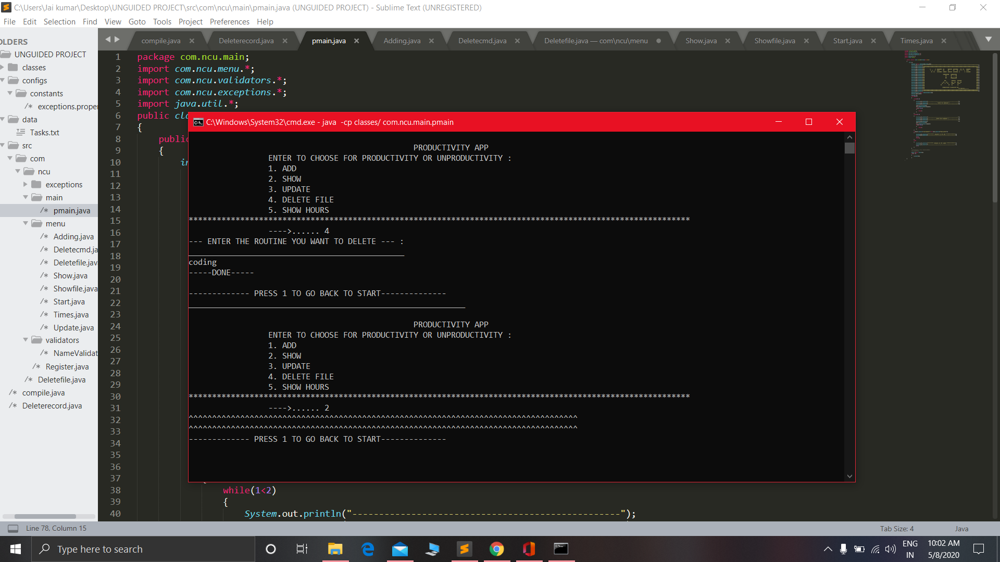 C:\Users\Jai kumar\Desktop\UNGUIDED PROJECT\src\com\ncu\main\pmain.java (UNGUIDED PROJECT) - Sublime Text (UNREGISTERED)
File Edit Selection Find View Goto Tools Project Preferences Help
compile.java Deleterecord.java pmain.java Adding.java Deletecmd.java Deletefile.java — com\ncu\menu Show.java Showfile.java Start.java Times.java
OLDERS
UNGUIDED PROJECT
classes
configs
constants
/* exceptions.proper
data
Tasks.txt
src
com
ncu
exceptions
main
/* pmain.java
menu
/* Adding.java
/* Deletecmd.ja
/* Deletefile.jav
/* Show.java
/* Showfile.java
/* Start.java
/* Times.java
/* Update.java
validators
/* NameValidat
/* Register.java
/* Deletefile.java
/* compile.java
/* Deleterecord.java
1 package com.ncu.main;
2 import com.ncu.menu.*;
3 import com.ncu.validators.*;
4 import com.ncu.exceptions.*;
5 import java.util.*;
6 public cl
7 {
8 public
9 {
10 in
11
12
13
14
15
16
17
18
19
20
21
22
23
24
25
26
27
28
29
30
31
32
33
34
35
36
37
38 while(1<2)
39 {
40 System.out.println("--------------------------------------------------");
C:\Windows\System32\cmd.exe - java  -cp classes/ com.ncu.main.pmain
PRODUCTIVITY APP
ENTER TO CHOOSE FOR PRODUCTIVITY OR UNPRODUCTIVITY :
1. ADD
2. SHOW
3. UPDATE
4. DELETE FILE
5. SHOW HOURS
***********************************************************************************************************
---->...... 4
--- ENTER THE ROUTINE YOU WANT TO DELETE --- :
______________________________________________
coding
-----DONE-----
------------- PRESS 1 TO GO BACK TO START--------------
___________________________________________________________
PRODUCTIVITY APP
ENTER TO CHOOSE FOR PRODUCTIVITY OR UNPRODUCTIVITY :
1. ADD
2. SHOW
3. UPDATE
4. DELETE FILE
5. SHOW HOURS
***********************************************************************************************************
---->...... 2
^^^^^^^^^^^^^^^^^^^^^^^^^^^^^^^^^^^^^^^^^^^^^^^^^^^^^^^^^^^^^^^^^^^^^^^^^^^^^^^^^^^
^^^^^^^^^^^^^^^^^^^^^^^^^^^^^^^^^^^^^^^^^^^^^^^^^^^^^^^^^^^^^^^^^^^^^^^^^^^^^^^^^^^
------------- PRESS 1 TO GO BACK TO START--------------
Line 78, Column 15
Tab Size: 4 Java
Type here to search
ENG
IN
10:02 AM
5/8/2020